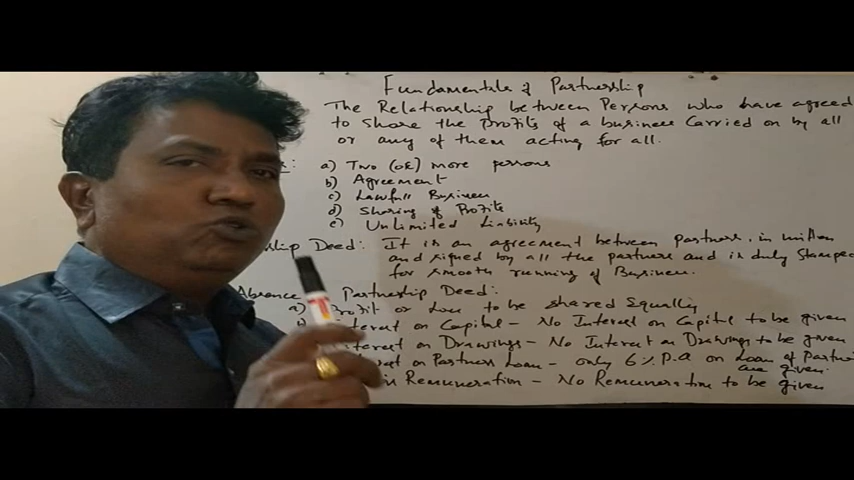 Fundamentals of Partnership
The Relationship between Persons who have agreed
to share the Profits of a business Carried on by all
or any of them acting for all.
a) Two (OR) more persons
b) Agreement
c) Lawfull Business
d) Sharing of Profits
e) Unlimited Liability
Deed: It is an agreement between partners, in written
and signed by all the partners and is duly stamped
for smooth running of Business.
Absence Partnership Deed:
a) Profit or Loss to be shared Equally
on Capital – No Interest on Capital to be given
on Drawings – No Interest on Drawings to be given
on Partners Loan – only 6% P.A on Loan of
are given.
Remuneration – No Remuneration to be given